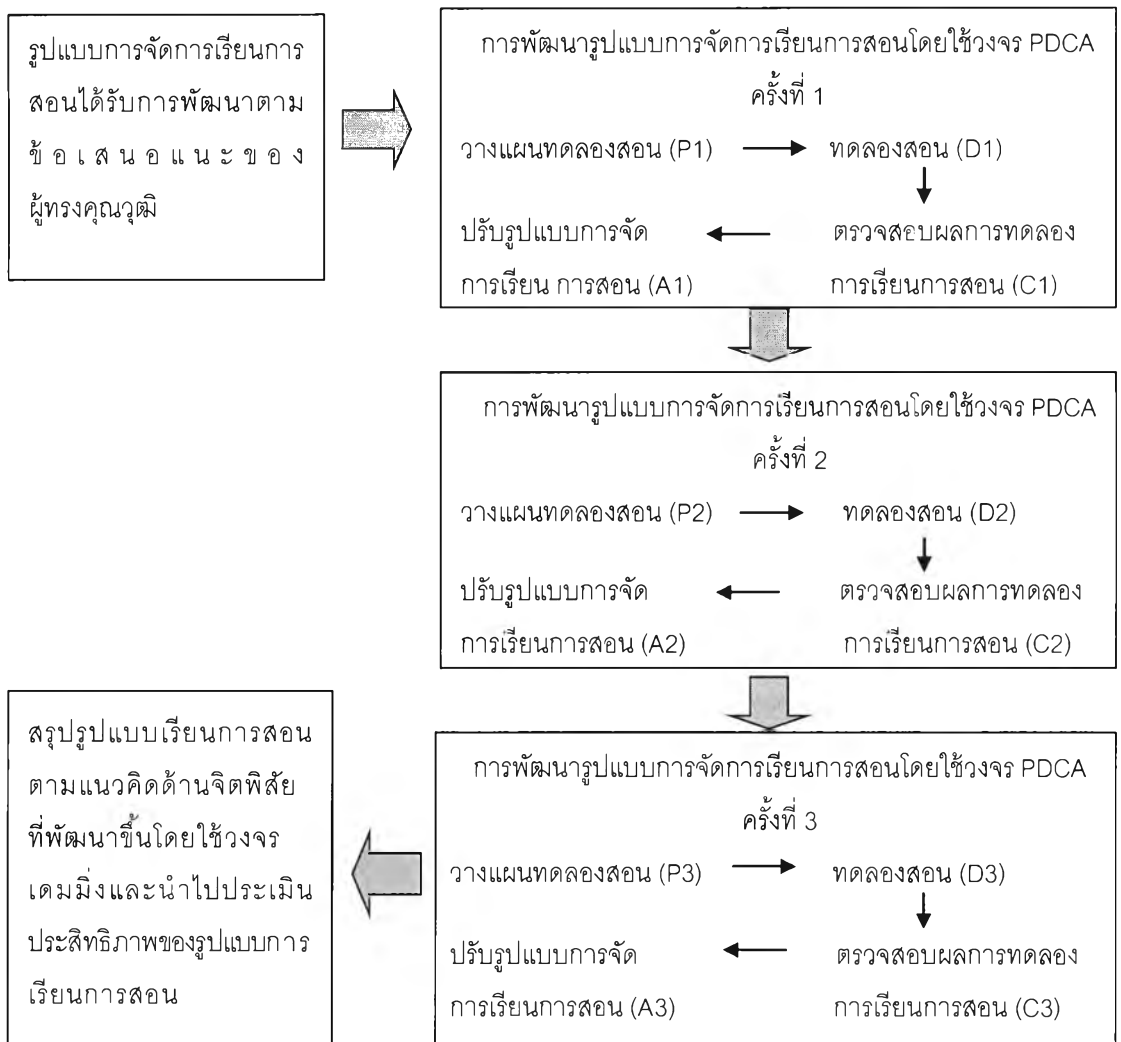 รูปแบบการจัดการเรียนการ
สอนได้รับการพัฒนาตาม
ข้อเสนอแนะของ
ผู้ทรงคุณวุฒิ
การพัฒนารูปแบบการจัดการเรียนการสอนโดยใช้วงจร PDCA
ครั้งที่ 1
วางแผนทดลองสอน (P1) ทดลองสอน (D1)
ปรับรูปแบบการจัด ตรวจสอบผลการทดลอง
การเรียน การสอน (A1) การเรียนการสอน (C1)
การพัฒนารูปแบบการจัดการเรียนการสอนโดยใช้วงจร PDCA
ครั้งที่ 2
วางแผนทดลองสอน (P2) ทดลองสอน (D2)
ปรับรูปแบบการจัด ตรวจสอบผลการทดลอง
การเรียนการสอน (A2) การเรียนการสอน (C2)
การพัฒนารูปแบบการจัดการเรียนการสอนโดยใช้วงจร PDCA
ครั้งที่ 3
วางแผนทดลองสอน (P3) ทดลองสอน (D3)
ปรับรูปแบบการจัด ตรวจสอบผลการทดลอง
การเรียนการสอน (A3) การเรียนการสอน (C3)
สรุปรูปแบบเรียนการสอน
ตามแนวคิดด้านจิตพิสัย
ที่พัฒนาขึ้นโดยใช้วงจร
เดมมิ่งและนำไปประเมิน
ประสิทธิภาพของรูปแบบการ
เรียนการสอน